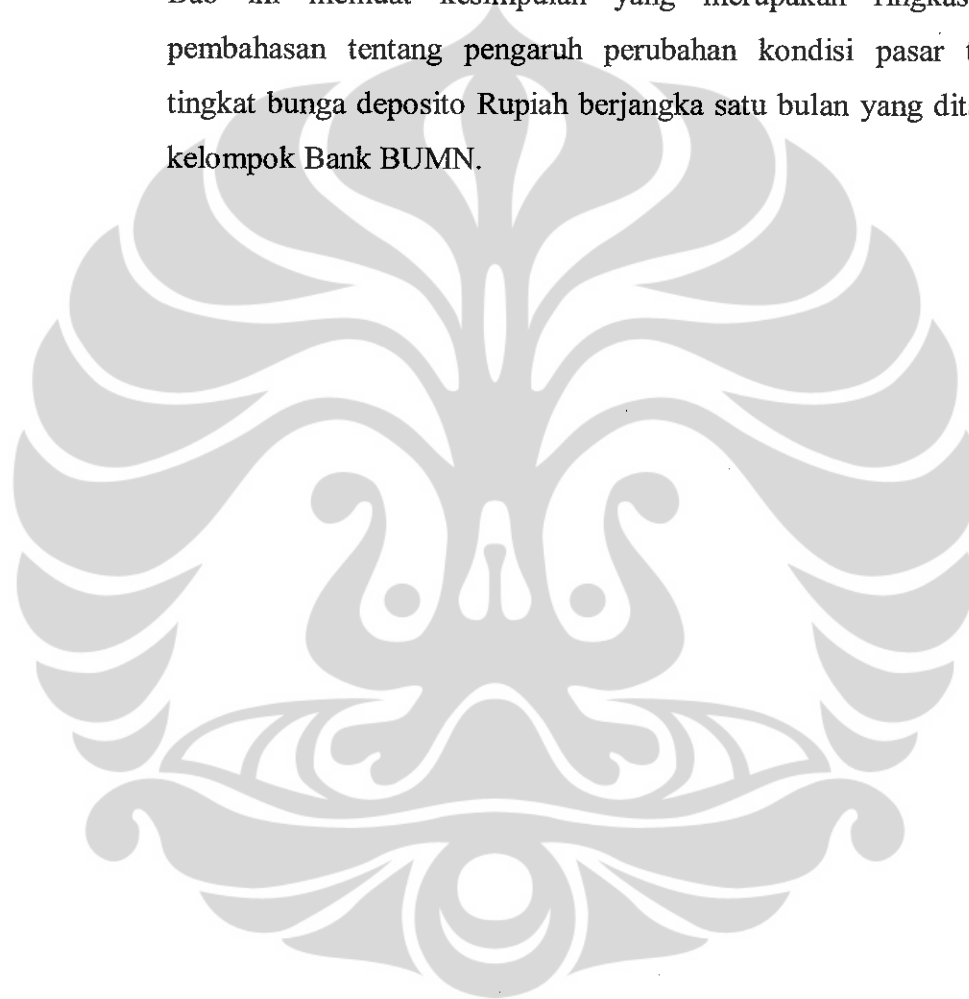 Bab ini memuat kesimpulan yang merupakan
pembahasan tentang pengaruh perubahan kondisi pasar
tingkat bunga deposito Rupiah berjangka satu bulan yang
kelompok Bank BUMN.